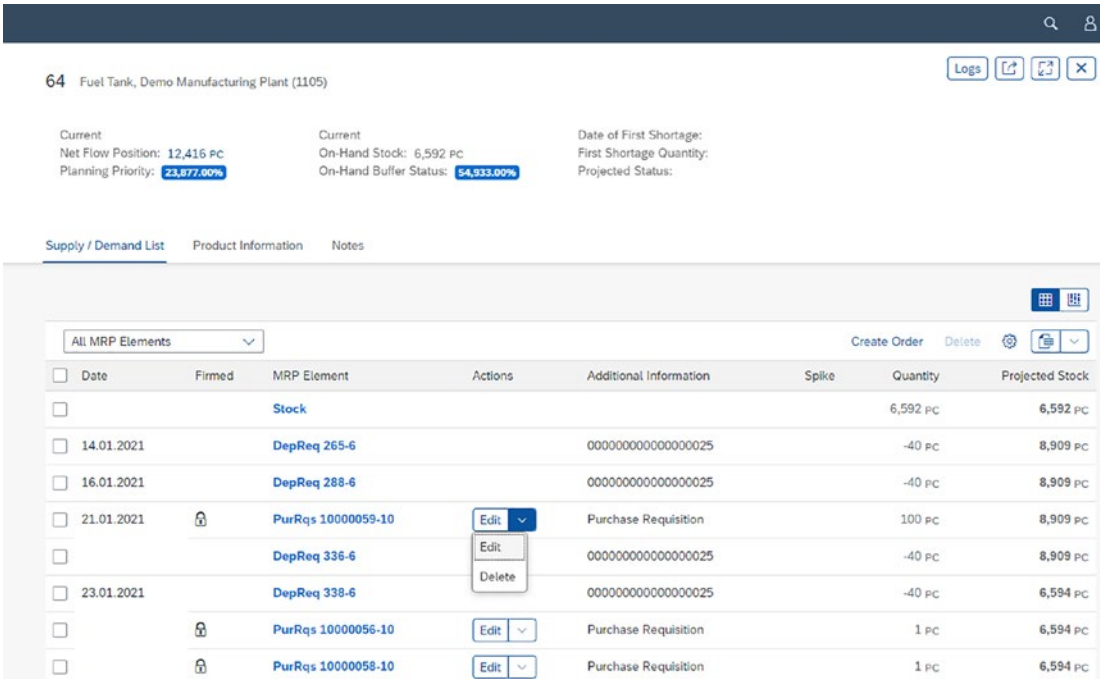 64 Fuel Tank, Demo Manufacturing Plant (1105)
Logs
Current
Net Flow Position: 12,416 PC
Planning Priority: 23,877.00%
Current
On-Hand Stock: 6,592 PC
On-Hand Buffer Status: 54,933.00%
Date of First Shortage:
First Shortage Quantity:
Projected Status:
Supply / Demand List Product Information Notes
All MRP Elements Create Order Delete
Date Firmed MRP Element Actions Additional Information Spike Quantity Projected Stock
Stock 6,592 PC 6,592 PC
14.01.2021 DepReq 265-6 000000000000000025 -40 PC 8,909 PC
16.01.2021 DepReq 288-6 000000000000000025 -40 PC 8,909 PC
21.01.2021 PurRqs 10000059-10 Edit Purchase Requisition 100 PC 8,909 PC
Edit
DepReq 336-6 000000000000000025 -40 PC 8,909 PC
Delete
23.01.2021 DepReq 338-6 000000000000000025 -40 PC 6,594 PC
PurRqs 10000056-10 Edit Purchase Requisition 1 PC 6,594 PC
PurRqs 10000058-10 Edit Purchase Requisition 1 PC 6,594 PC